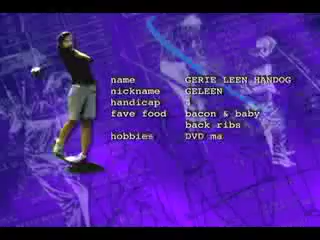 name GERIE LEEN HANDOG
nickname GELEEN
handicap
fave food bacon & baby
back ribs
hobbies DVD ma